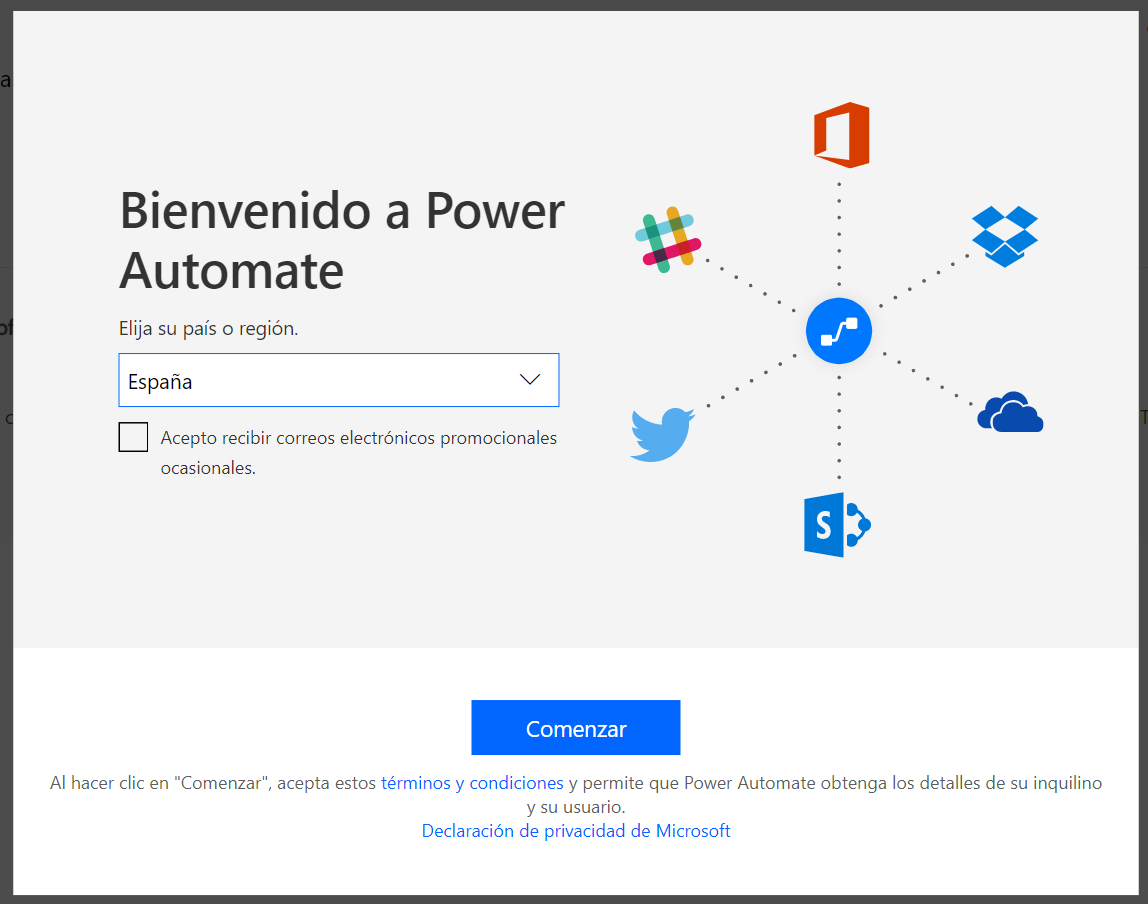 Bienvenido a Power
Automate
Elija su país o región.
España
Acepto recibir correos electrónicos promocionales
ocasionales.
S
Comenzar
Al hacer clic en "Comenzar", acepta estos términos y condiciones y permite que Power Automate obtenga los detalles de su inquilino
y su usuario.
Declaración de privacidad de Microsoft